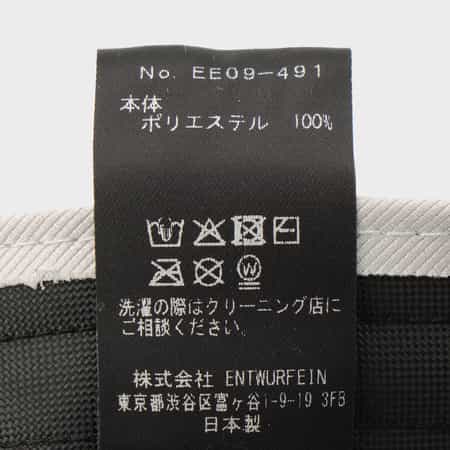 No. EE09-491
本体
ポリエステル 100%
W
洗濯の際はクリーニング店に
ご相談ください。
株式会社 ENTWURFEIN
東京都渋谷区富ヶ谷1-9-19 3FB
日本製